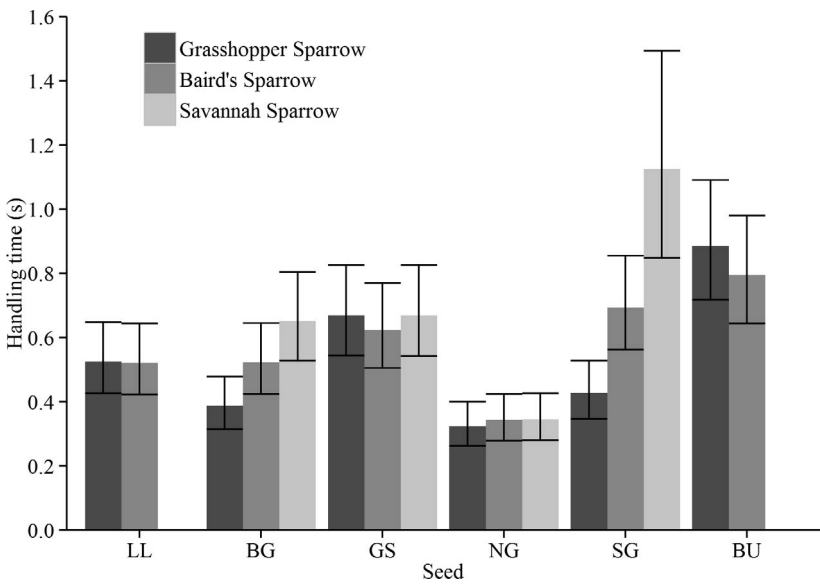 1.6
1.4
1.2
1.0
0.8
0.6
0.4
0.2
0.0
Handling time (s)
Grasshopper Sparrow
Baird's Sparrow
Savannah Sparrow
LL BG GS NG SG BU
Seed